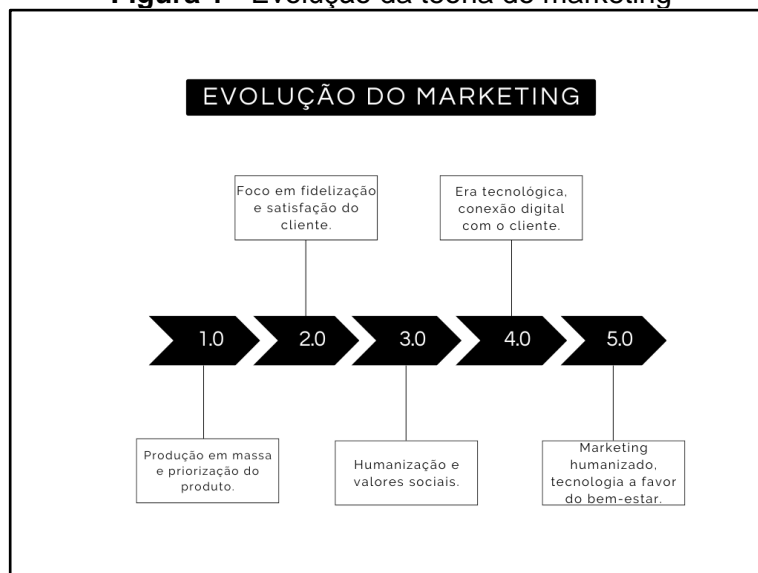 Figura 1 - Evolução da teoria do marketing
EVOLUÇÃO DO MARKETING
Foco em fidelização
e satisfação do
cliente.
Era tecnológica,
conexão digital
com o cliente.
1.0
2.0
3.0
4.0
5.0
Produção em massa
e priorização do
produto.
Humanização e
valores sociais.
Marketing
humanizado,
tecnologia a favor
do bem-estar.